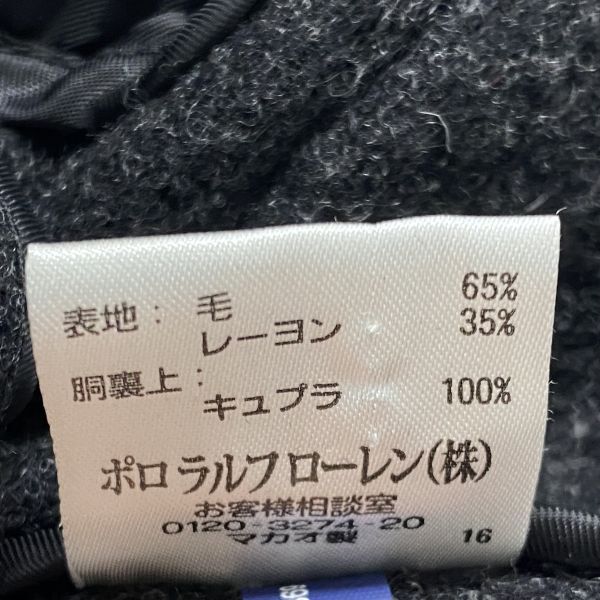 表地： 毛 65%
レーヨン 35%
胴裏上：
キュプラ 100%
ポロ ラルフ ローレン(株)
お客様相談室
0120-3274-20
マカオ製 16